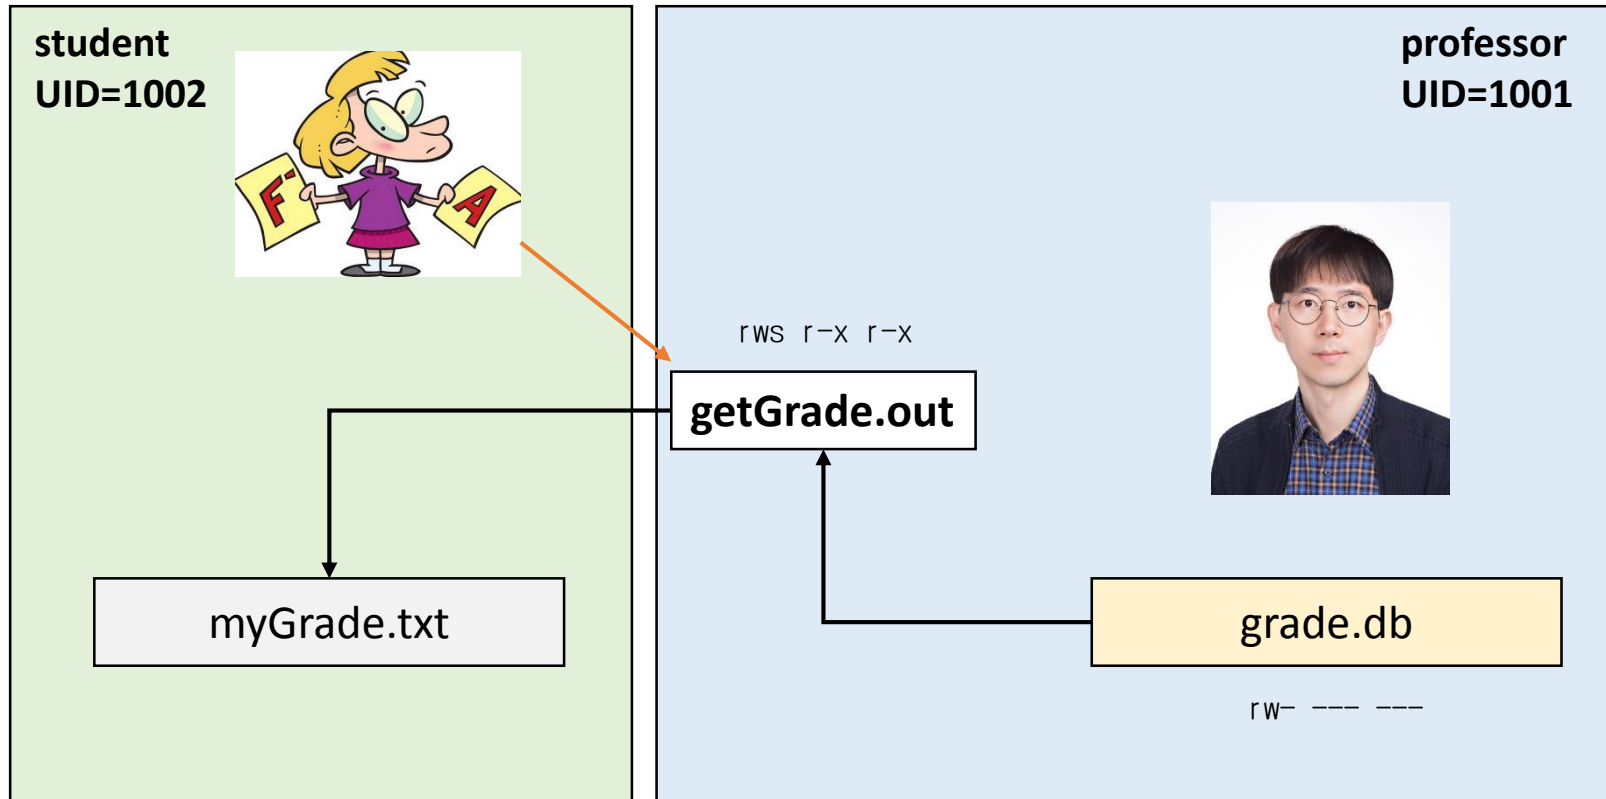 student
UID=1002
F-
A
professor
UID=1001
rws r-x r-x
getGrade.out
myGrade.txt
grade.db
rw- --- ---